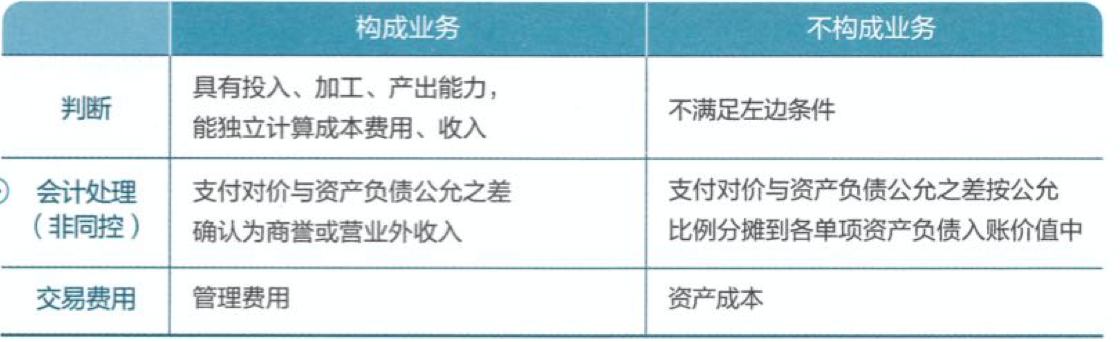 构成业务
不构成业务
判断
具有投入、加工、产出能力，
能独立计算成本费用、收入
不满足左边条件
会计处理
（非同控）
支付对价与资产负债公允之差
确认为商誉或营业外收入
支付对价与资产负债公允之差按公允
比例分摊到各单项资产负债入账价值中
交易费用
管理费用
资产成本